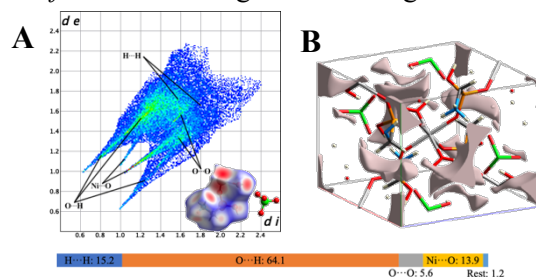 A
B
d e
2.4
2.2
2.0
1.8
1.6
1.4
1.2
1.0
0.8
0.6
H···H
O···O
Ni···O
O···H
d i
0.6 0.8 1.0 1.2 1.4 1.6 1.8 2.0 2.2 2.4
H···H: 15.2 O···H: 64.1 Ni···O: 13.9
O···O: 5.6 Rest: 1.2